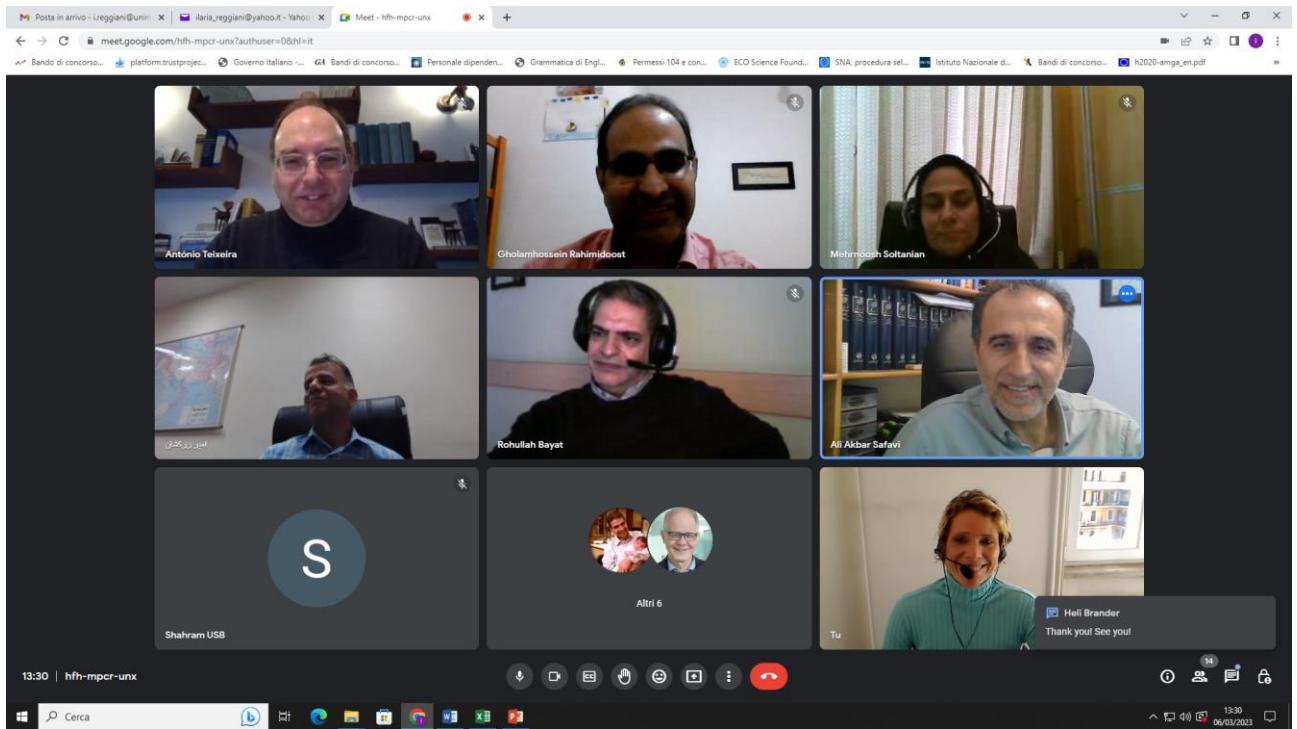 Posta in arrivo - i.reggiani@unim
ilaria_reggiani@yahoo.it - Yahoo
Meet - hfh-mpcr-unx
meet.google.com/hfh-mpcr-unx?authuser=0&hl=it
Bando di concorso...
platform.trustprojec...
Governo Italiano -...
Bandi di concorso...
Personale dipenden...
Grammatica di Engl...
Permessi 104 e con...
ECO Science Found...
SNA, procedura sel...
Istituto Nazionale d...
Bandi di concorso...
h2020-amga_en.pdf
António Teixeira
Gholamhossein Rahimidoost
Mehrnoosh Soltanian
امیر زرکشان
Rohullah Bayat
Ali Akbar Safavi
S
Shahram USB
Altri 6
Tu
Heli Brander
Thank you! See you!
13:30 | hfh-mpcr-unx
14
Cerca
13:30
06/03/2023